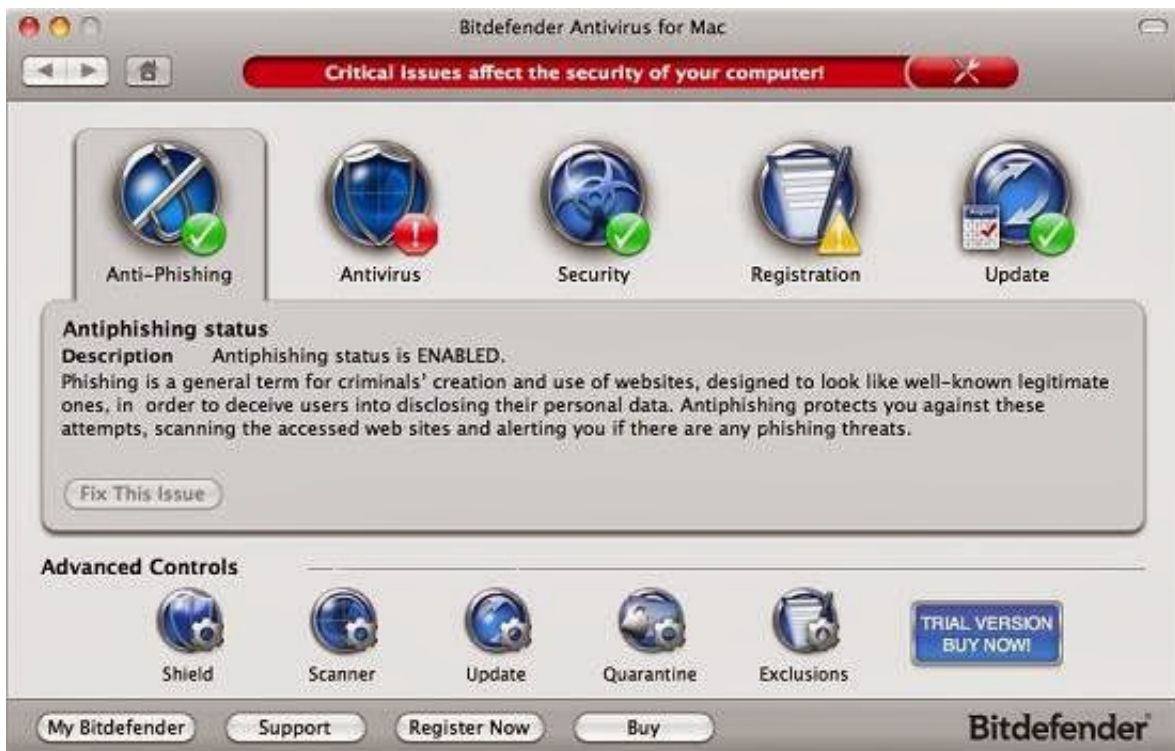 Bitdefender Antivirus for Mac
Critical issues affect the security of your computer!
Anti-Phishing
Antivirus
Security
Registration
Update
Antiphishing status
Description Antiphishing status is ENABLED.
Phishing is a general term for criminals' creation and use of websites, designed to look like well-known legitimate
ones, in order to deceive users into disclosing their personal data. Antiphishing protects you against these
attempts, scanning the accessed web sites and alerting you if there are any phishing threats.
Fix This Issue
Advanced Controls
Shield
Scanner
Update
Quarantine
Exclusions
TRIAL VERSION
BUY NOW!
My Bitdefender
Support
Register Now
Buy
Bitdefender